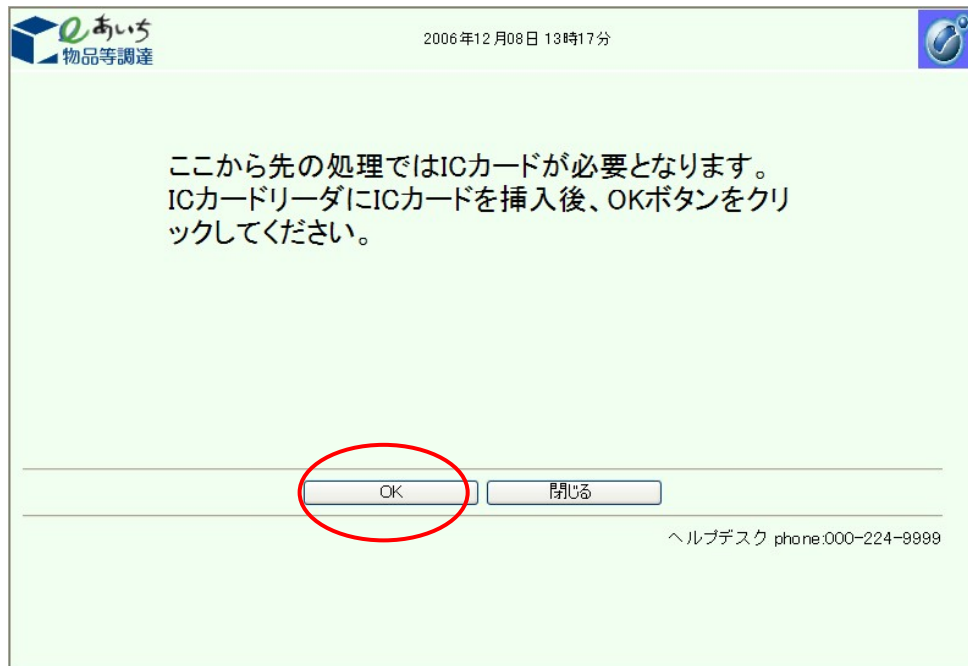 eあいち
物品等調達
2006年12月08日 13時17分
ここから先の処理ではICカードが必要となります。
ICカードリーダにICカードを挿入後、OKボタンをクリ
ックしてください。
OK
閉じる
ヘルプデスク phone:000-224-9999